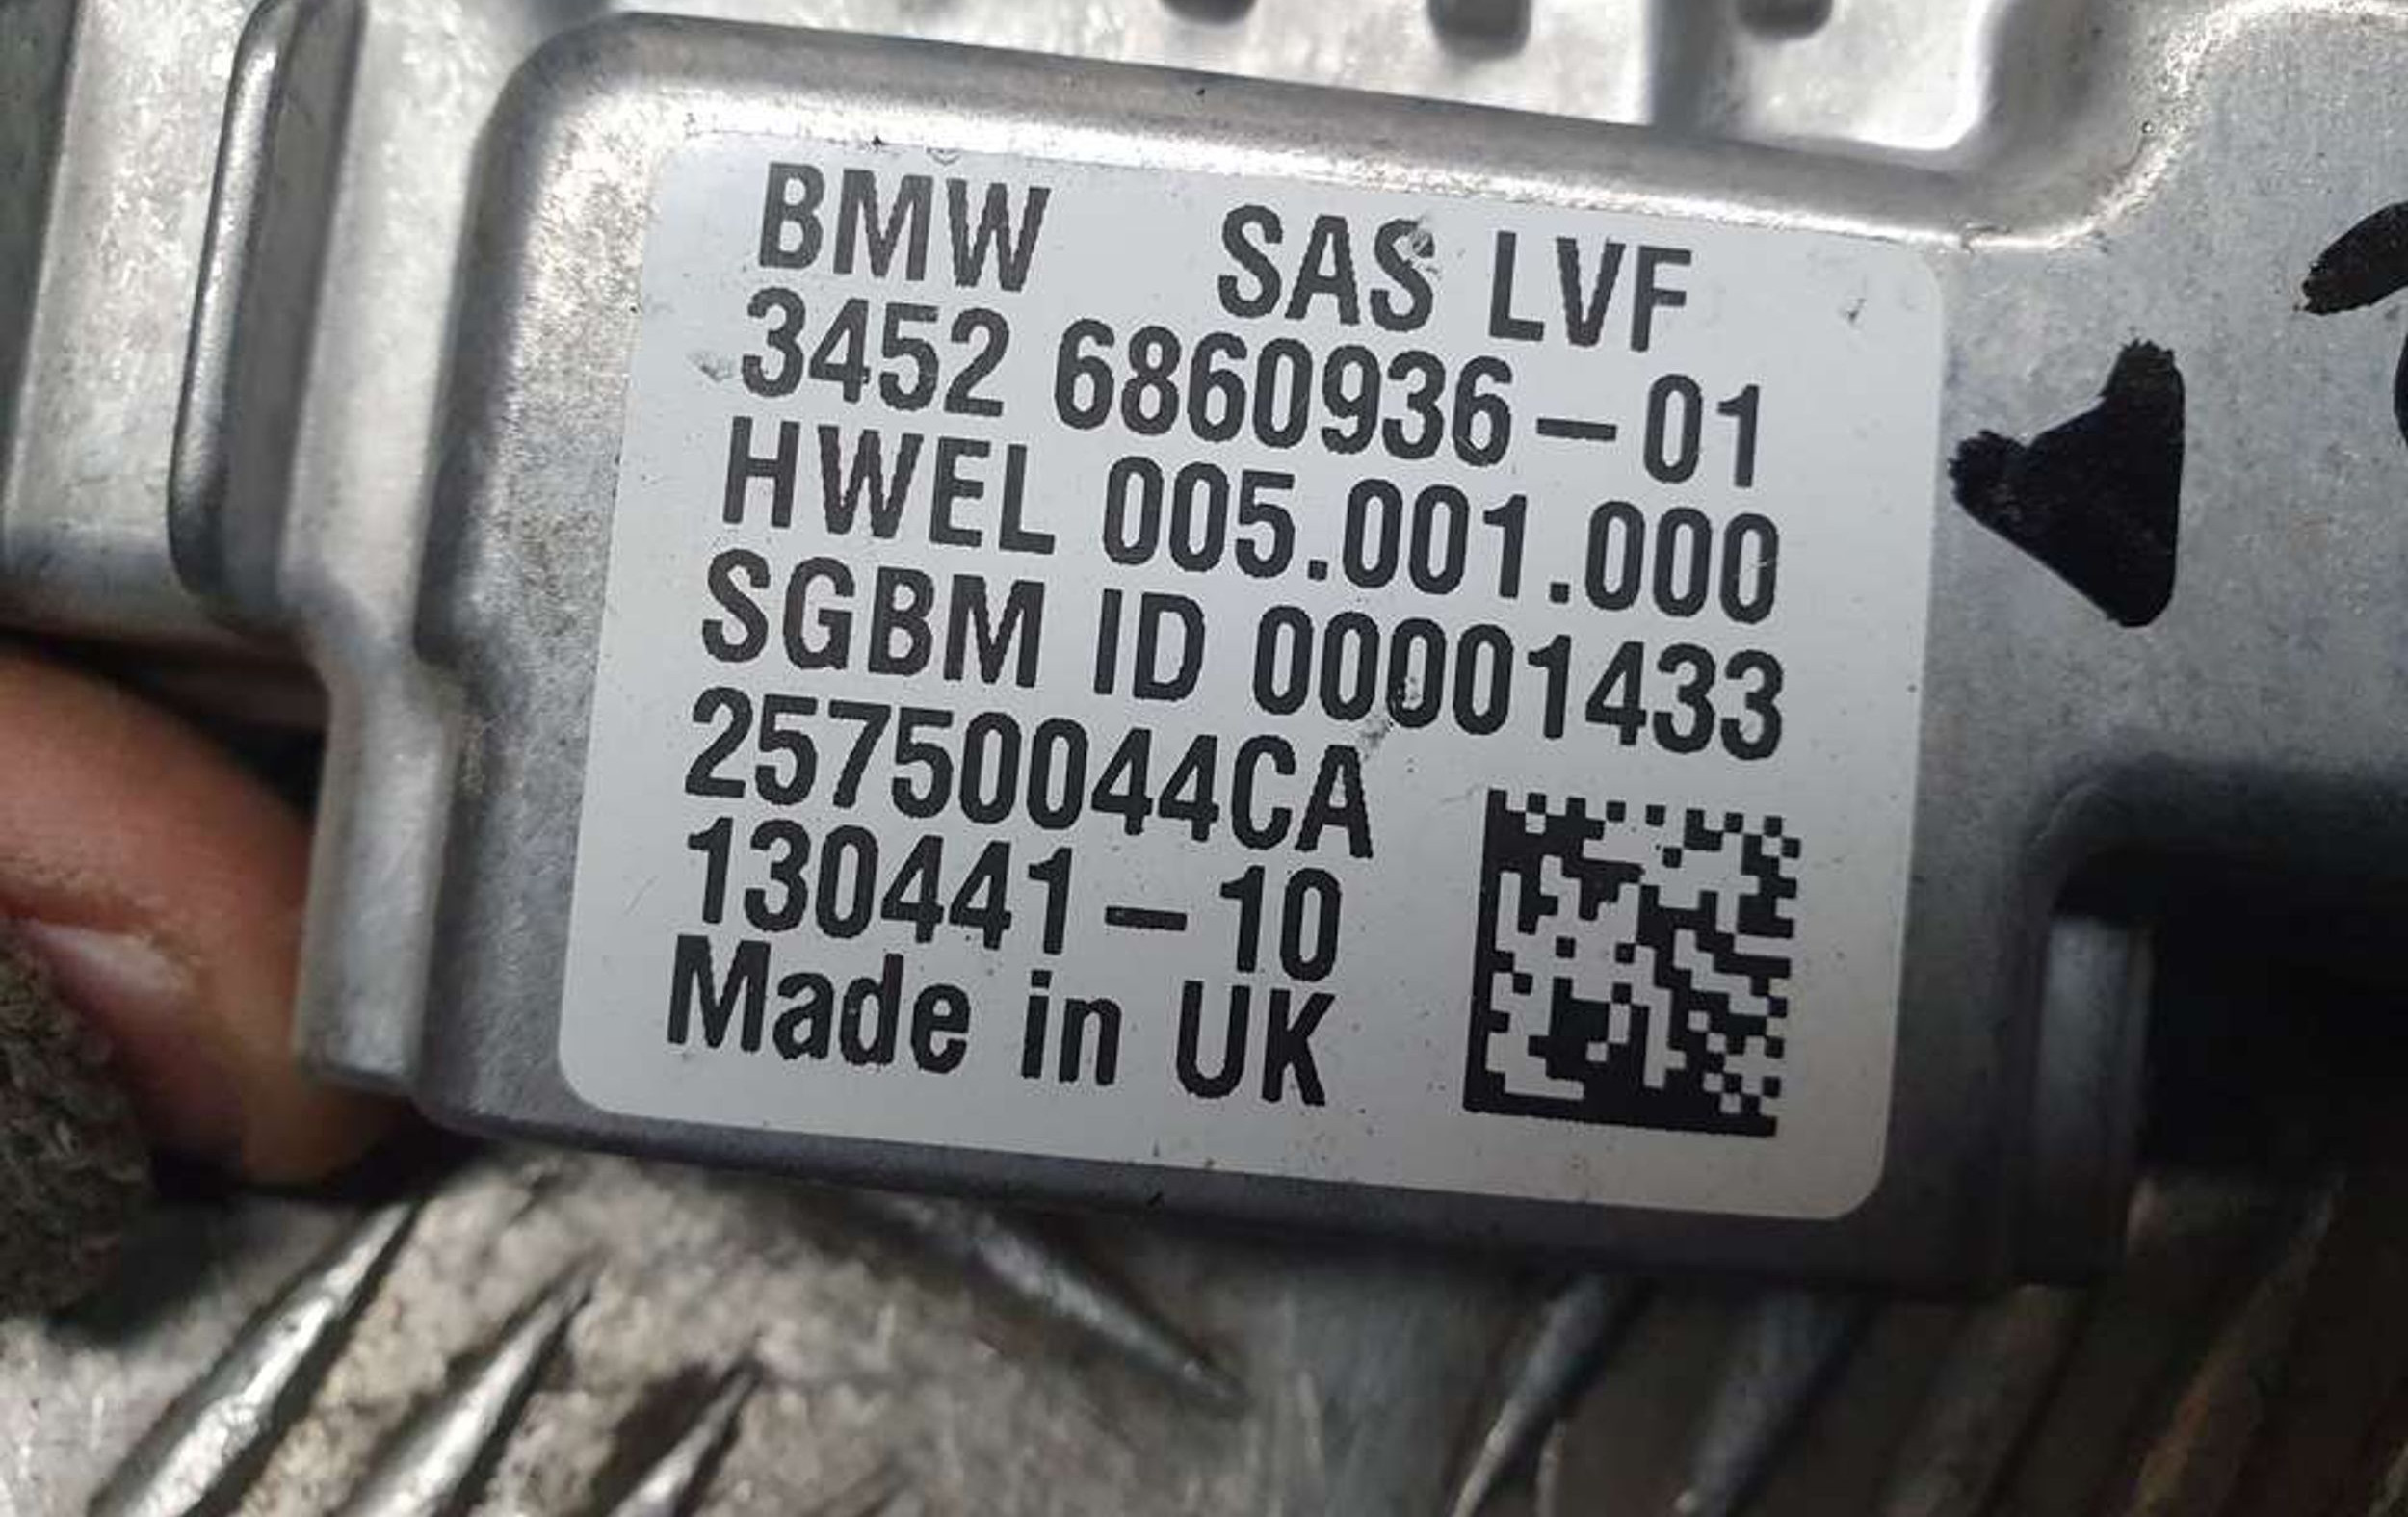 BMW SAS LVF
3452 6860936-01
HWEL 005.001.000
SGBM ID 00001433
25750044CA
130441-10
Made in UK